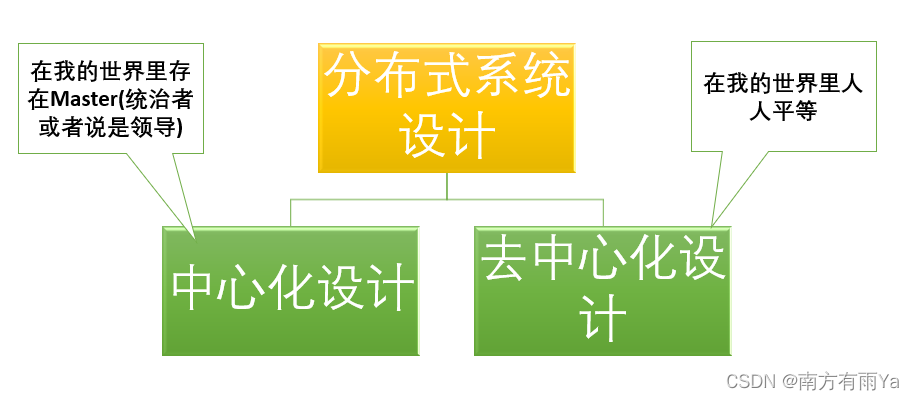 在我的世界里存
在Master(统治者
或者说是领导)
分布式系统
设计
在我的世界里人
人平等
中心化设计
去中心化设
计
CSDN @南方有雨Ya